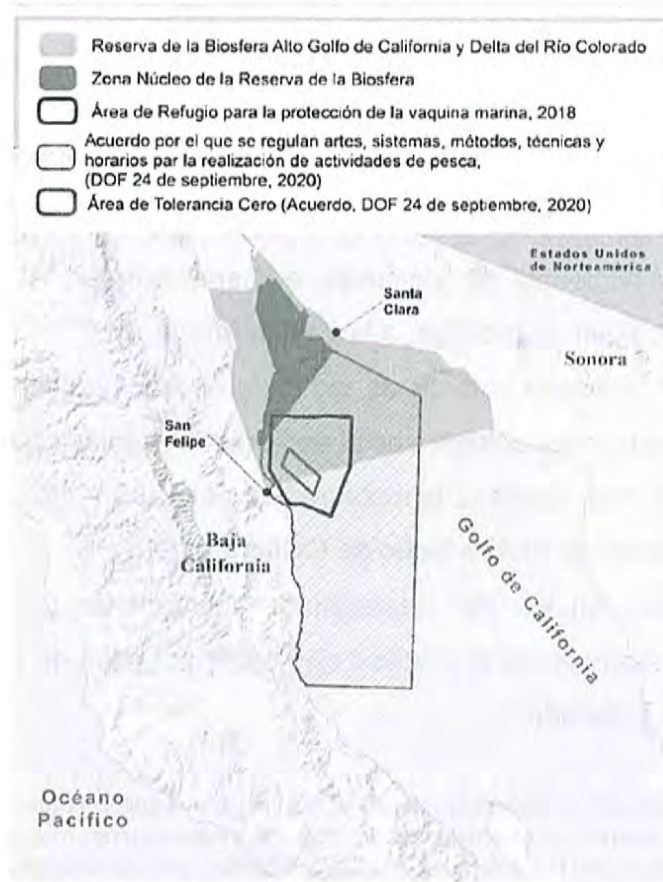 Reserva de la Biosfera Alto Golfo de California y Delta del Río Colorado
Zona Núcleo de la Reserva de la Biosfera
Área de Refugio para la protección de la vaquina marina, 2018
Acuerdo por el que se regulan artes, sistemas, métodos, técnicas y
horarios par la realización de actividades de pesca,
(DOF 24 de septiembre, 2020)
Área de Tolerancia Cero (Acuerdo, DOF 24 de septiembre, 2020)
Estados Unidos
de Norteamérica
Santa
Clara
Sonora
San
Felipe
Baja
California
Golfo de California
Océano
Pacífico